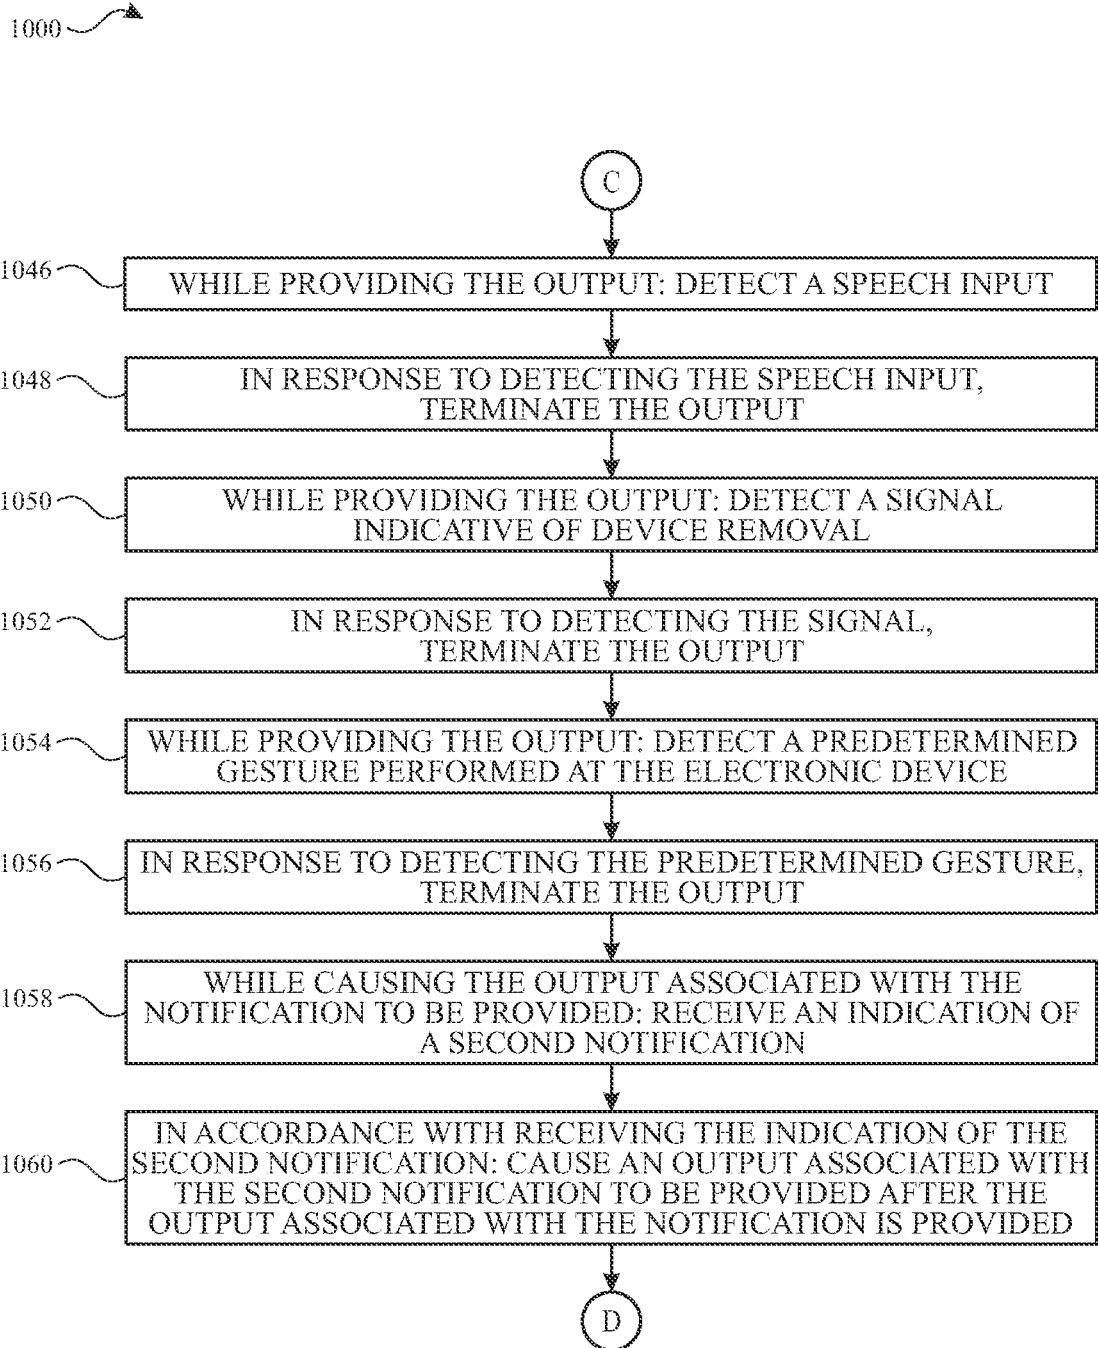 1000
C
1046
WHILE PROVIDING THE OUTPUT: DETECT A SPEECH INPUT
1048
IN RESPONSE TO DETECTING THE SPEECH INPUT,
TERMINATE THE OUTPUT
1050
WHILE PROVIDING THE OUTPUT: DETECT A SIGNAL
INDICATIVE OF DEVICE REMOVAL
1052
IN RESPONSE TO DETECTING THE SIGNAL,
TERMINATE THE OUTPUT
1054
WHILE PROVIDING THE OUTPUT: DETECT A PREDETERMINED
GESTURE PERFORMED AT THE ELECTRONIC DEVICE
1056
IN RESPONSE TO DETECTING THE PREDETERMINED GESTURE,
TERMINATE THE OUTPUT
1058
WHILE CAUSING THE OUTPUT ASSOCIATED WITH THE
NOTIFICATION TO BE PROVIDED: RECEIVE AN INDICATION OF
A SECOND NOTIFICATION
1060
IN ACCORDANCE WITH RECEIVING THE INDICATION OF THE
SECOND NOTIFICATION: CAUSE AN OUTPUT ASSOCIATED WITH
THE SECOND NOTIFICATION TO BE PROVIDED AFTER THE
OUTPUT ASSOCIATED WITH THE NOTIFICATION IS PROVIDED
D